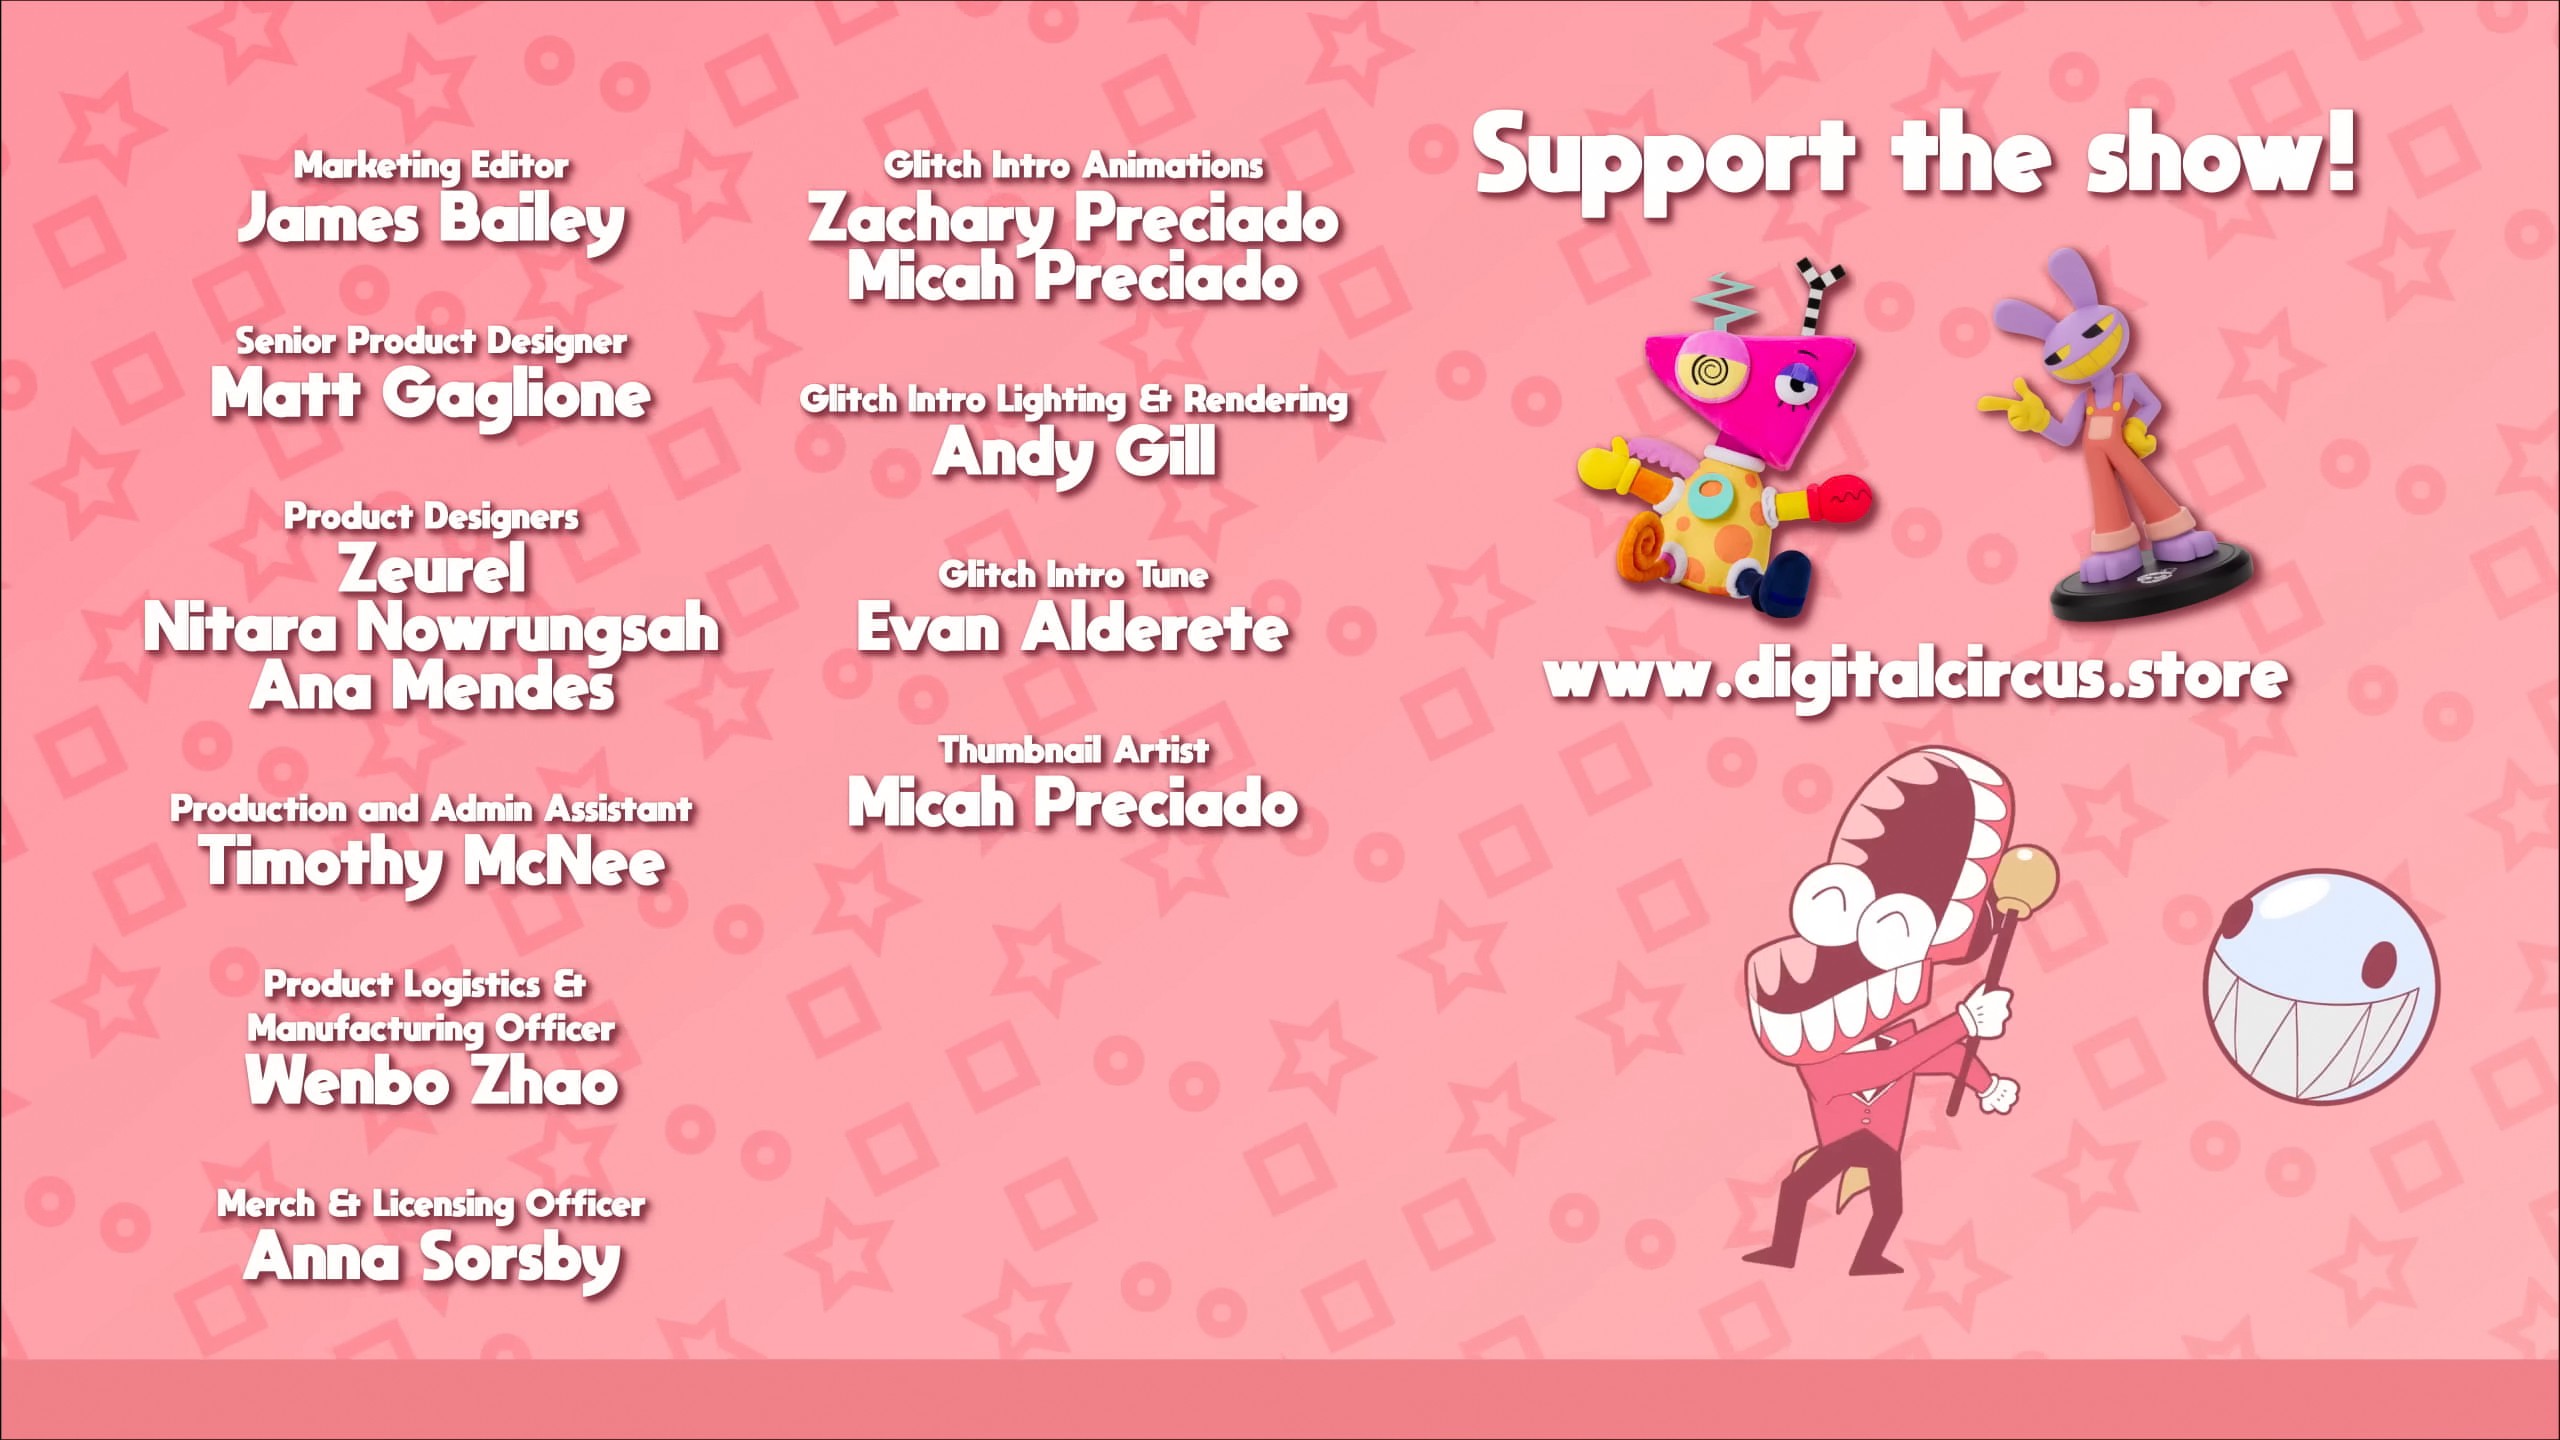 Marketing Editor
James Bailey
Senior Product Designer
Matt Gaglione
Product Designers
Zeurel
Nitara Nowrungsah
Ana Mendes
Production and Admin Assistant
Timothy McNee
Product Logistics &
Manufacturing Officer
Wenbo Zhao
Merch & Licensing Officer
Anna Sorsby
Glitch Intro Animations
Zachary Preciado
Micah Preciado
Glitch Intro Lighting & Rendering
Andy Gill
Glitch Intro Tune
Evan Alderete
Thumbnail Artist
Micah Preciado
Support the show!
www.digitalcircus.store